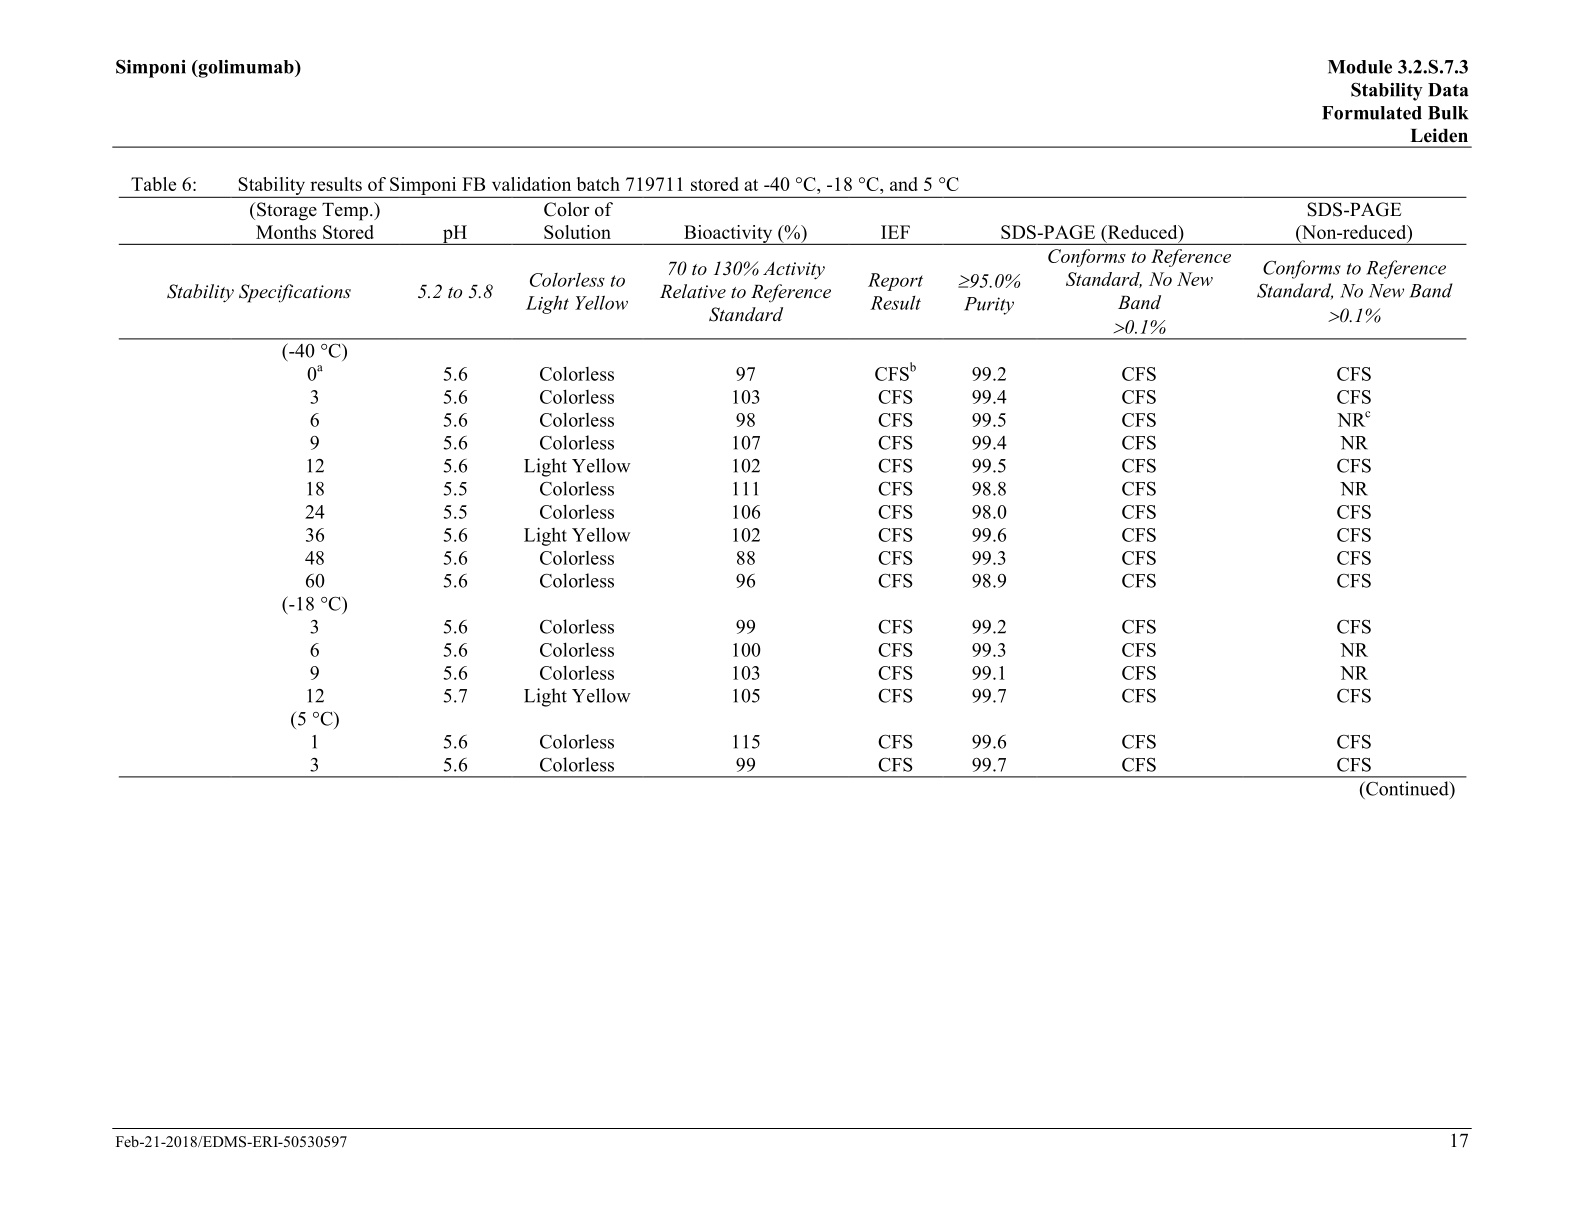 Simponi (golimumab) Module 3.2.S.7.3
Stability Data
Formulated Bulk
Leiden
Table 6: Stability results of Simponi FB validation batch 719711 stored at -40 °C, -18 °C, and 5 °C
(Storage Temp.) Color of SDS-PAGE
Months Stored pH Solution Bioactivity (%) IEF SDS-PAGE (Reduced) (Non-reduced)
Conforms to Reference
70 to 130% Activity Conforms to Reference
Colorless to Report ≥95.0% Standard, No New
Stability Specifications 5.2 to 5.8 Relative to Reference Standard, No New Band
Light Yellow Result Purity Band
Standard >0.1%
>0.1%
(-40 °C)
0a 5.6 Colorless 97 CFSb 99.2 CFS CFS
3 5.6 Colorless 103 CFS 99.4 CFS CFS
6 5.6 Colorless 98 CFS 99.5 CFS NRc
9 5.6 Colorless 107 CFS 99.4 CFS NR
12 5.6 Light Yellow 102 CFS 99.5 CFS CFS
18 5.5 Colorless 111 CFS 98.8 CFS NR
24 5.5 Colorless 106 CFS 98.0 CFS CFS
36 5.6 Light Yellow 102 CFS 99.6 CFS CFS
48 5.6 Colorless 88 CFS 99.3 CFS CFS
60 5.6 Colorless 96 CFS 98.9 CFS CFS
(-18 °C)
3 5.6 Colorless 99 CFS 99.2 CFS CFS
6 5.6 Colorless 100 CFS 99.3 CFS NR
9 5.6 Colorless 103 CFS 99.1 CFS NR
12 5.7 Light Yellow 105 CFS 99.7 CFS CFS
(5 °C)
1 5.6 Colorless 115 CFS 99.6 CFS CFS
3 5.6 Colorless 99 CFS 99.7 CFS CFS
(Continued)
Feb-21-2018/EDMS-ERI-50530597 17